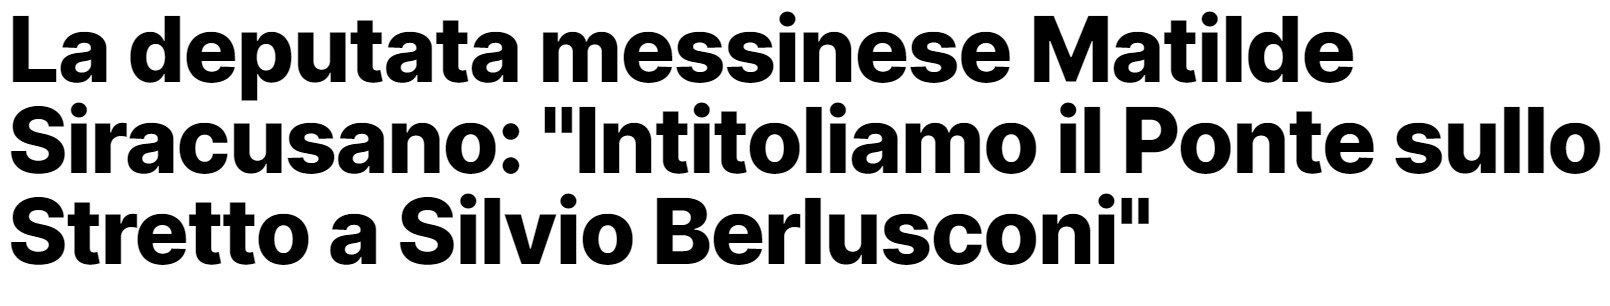 La deputata messinese Matilde
Siracusano: "Intitoliamo il Ponte sullo
Stretto a Silvio Berlusconi"